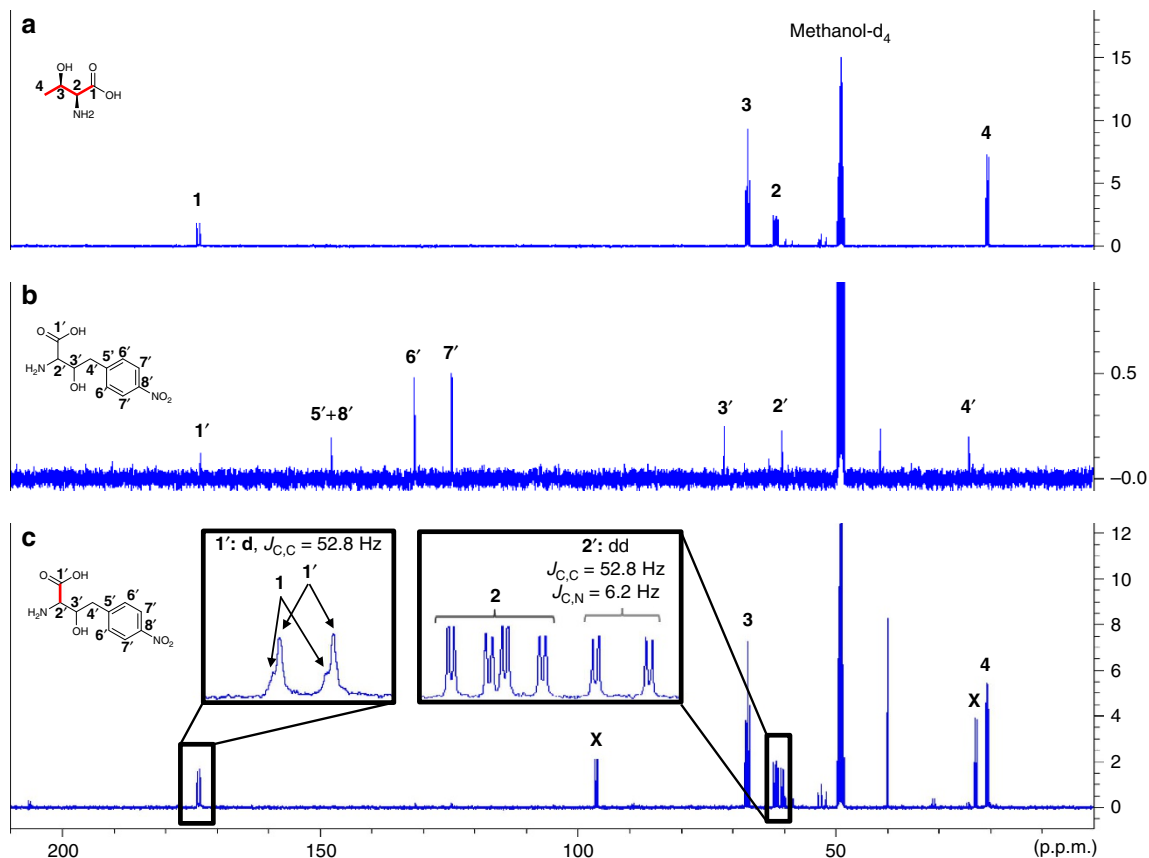 a
Methanol-d4
OH
O
4
2
3
1
OH
NH2
1
3
2
4
15
10
5
0
b
1′
O
OH
3′
5′
6′
7′
H2N
2′
4′
8′
OH
6′
NO2
7′
1′
5′+8′
6′
7′
3′
2′
4′
0.5
–0.0
c
1′
O
OH
3′
5′
6′
7′
H2N
2′
4′
8′
OH
6′
NO2
7′
1′: d, JC,C = 52.8 Hz
1
1′
2′: dd
JC,C = 52.8 Hz
JC,N = 6.2 Hz
2
X
3
X
4
12
10
8
6
4
2
0
200
150
100
50
(p.p.m.)